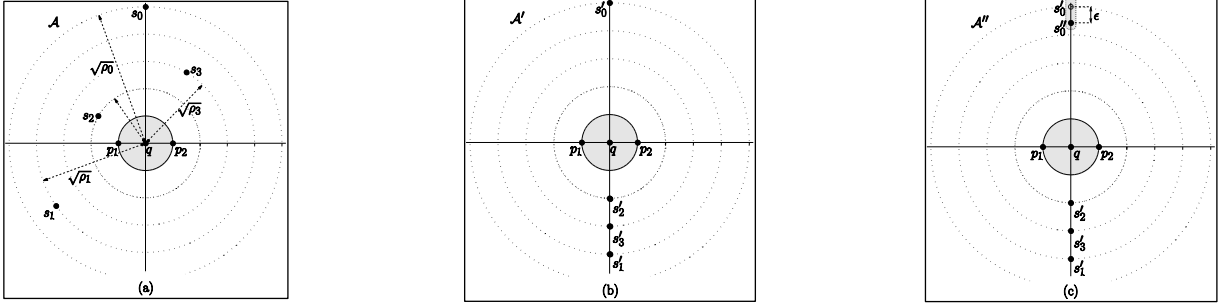 𝒜
s₀
s₃
√ρ₀
√ρ₃
s₂
p₁ q p₂
√ρ₁
s₁
(a)
𝒜′
s′₀
p₁ q p₂
s′₂
s′₃
s′₁
(b)
𝒜″
s′₀
s″₀ ϵ
p₁ q p₂
s′₂
s′₃
s′₁
(c)